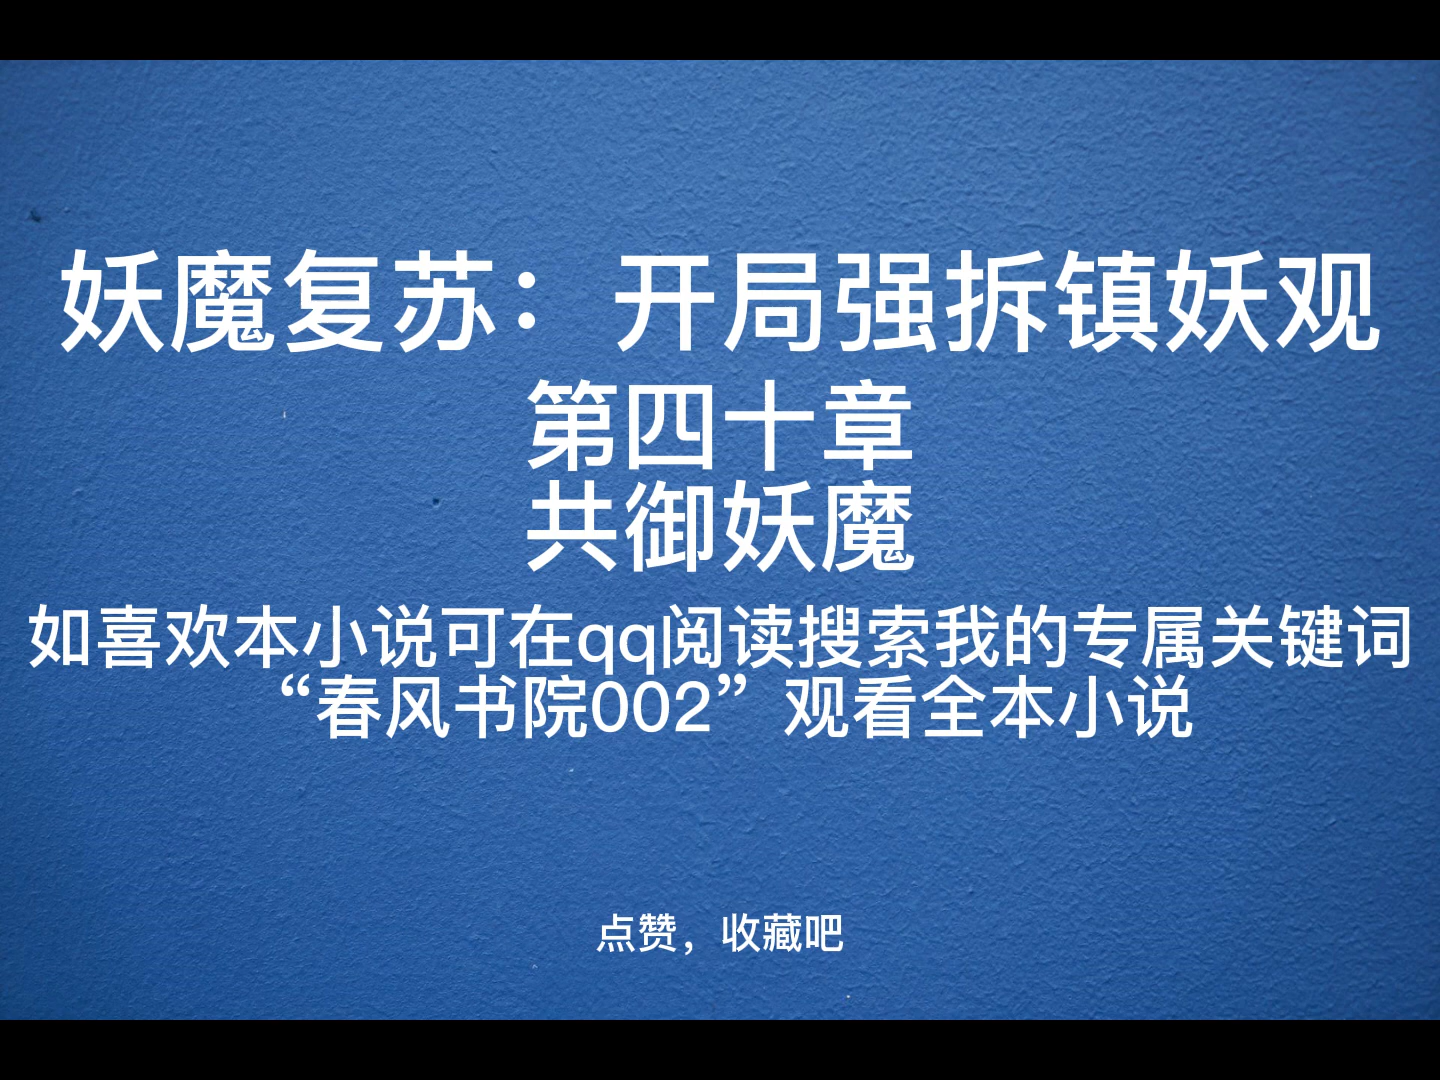 妖魔复苏：开局强拆镇妖观
第四十章
共御妖魔
如喜欢本小说可在qq阅读搜索我的专属关键词
“春风书院002”观看全本小说
点赞，收藏吧